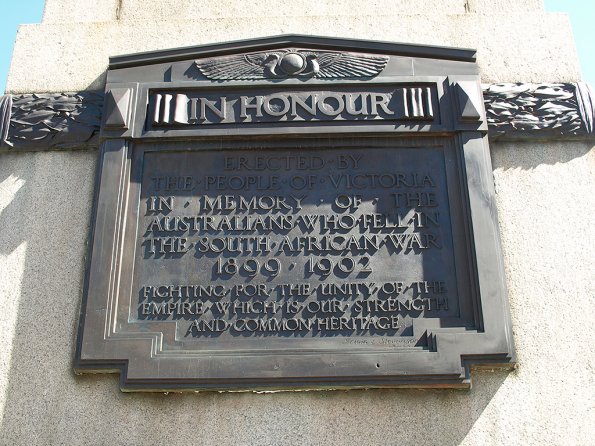 IN HONOUR
ERECTED · BY
THE · PEOPLE · OF · VICTORIA
IN · MEMORY · OF · THE
AUSTRALIANS · WHO · FELL · IN
THE · SOUTH · AFRICAN · WAR
1899 · 1902
FIGHTING · FOR · THE · UNITY · OF · THE
EMPIRE · WHICH · IS · OUR · STRENGTH
AND · COMMON · HERITAGE